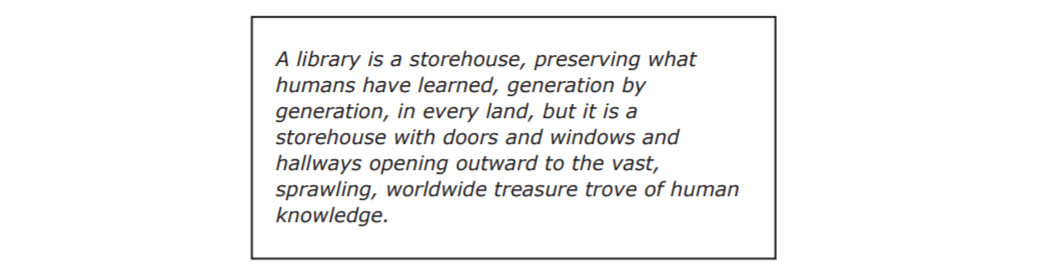 A library is a storehouse, preserving what
humans have learned, generation by
generation, in every land, but it is a
storehouse with doors and windows and
hallways opening outward to the vast,
sprawling, worldwide treasure trove of human
knowledge.